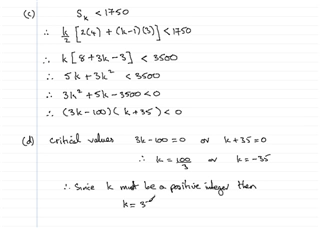 (c) Sₖ < 1750
∴ k/2 [2(4) + (k-1)(3)] < 1750
∴ k[8+3k-3] < 3500
∴ 5k + 3k² < 3500
∴ 3k² + 5k - 3500 < 0
∴ (3k-100)(k+35) < 0
(d) Critical values 3k-100=0 or k+35=0
∴ k = 100/3 or k = -35
∴ Since k must be a positive integer then
k = 3